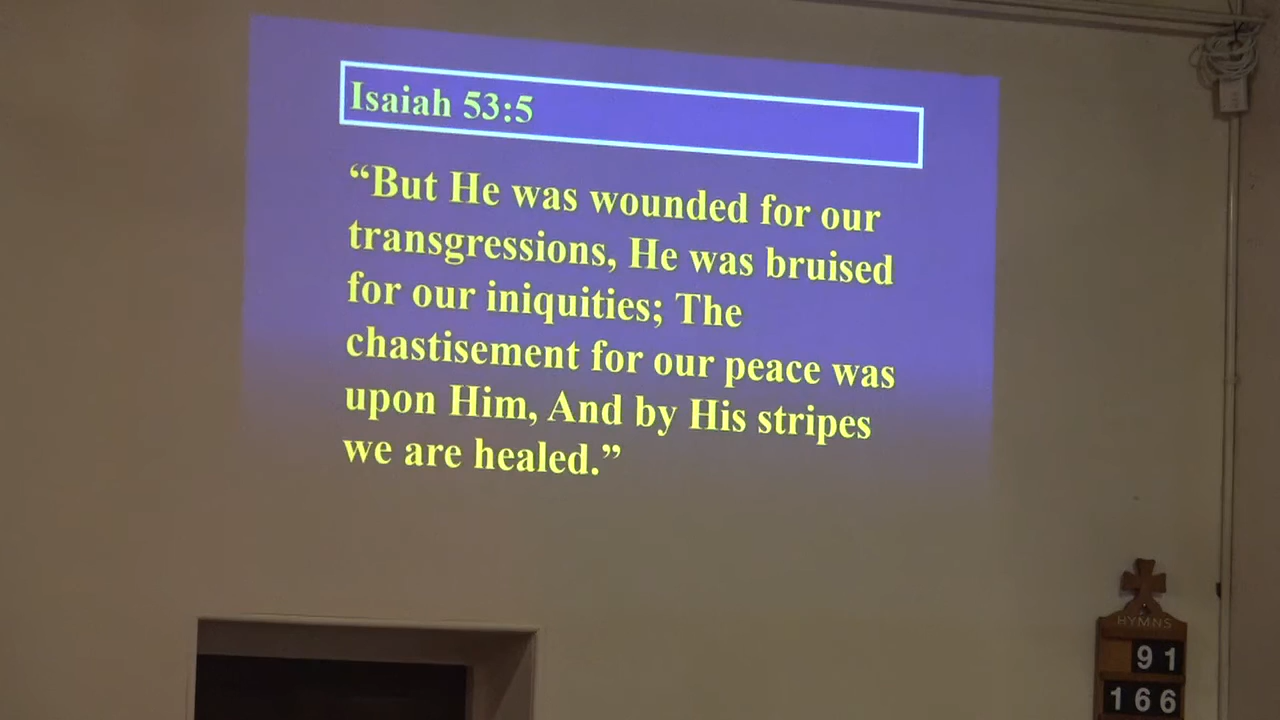 Isaiah 53:5
“But He was wounded for our
transgressions, He was bruised
for our iniquities; The
chastisement for our peace was
upon Him, And by His stripes
we are healed.”
HYMNS
91
166